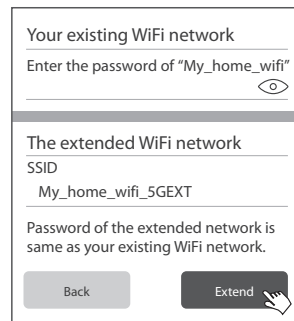 Your existing WiFi network
Enter the password of “My_home_wifi”
The extended WiFi network
SSID
My_home_wifi_5GEXT
Password of the extended network is
same as your existing WiFi network.
Back
Extend